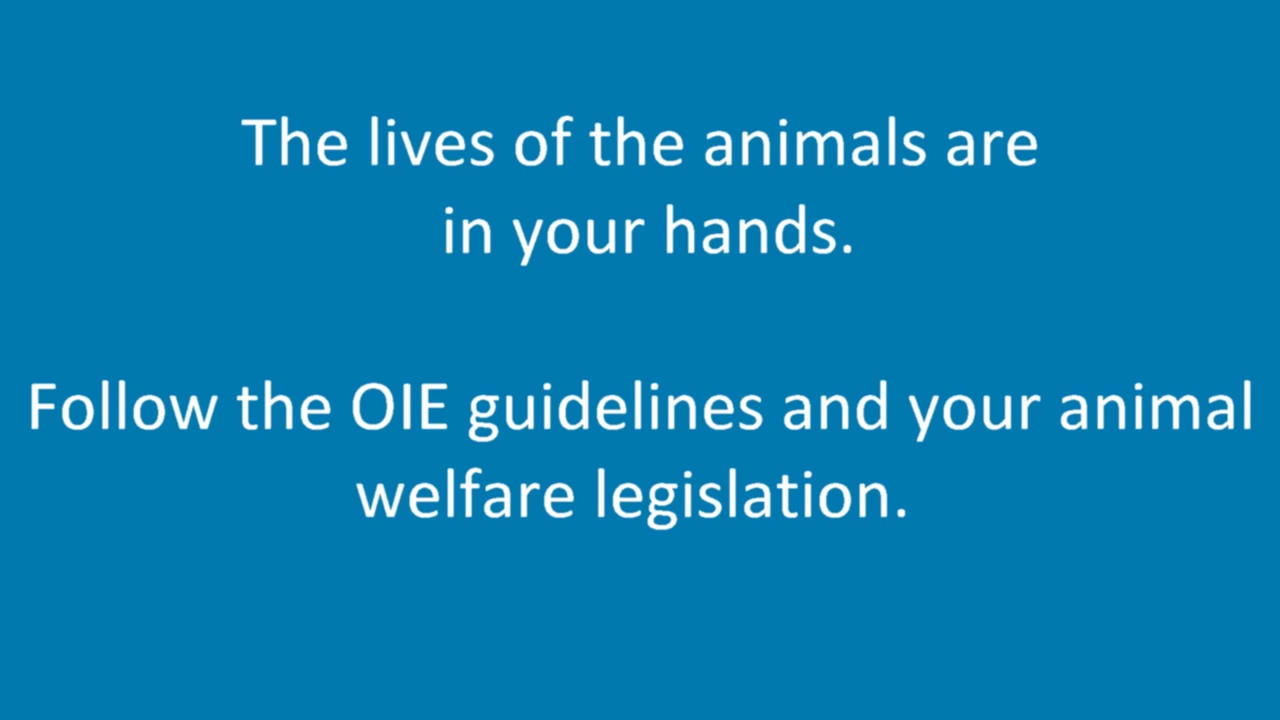 The lives of the animals are
in your hands.
Follow the OIE guidelines and your animal
welfare legislation.